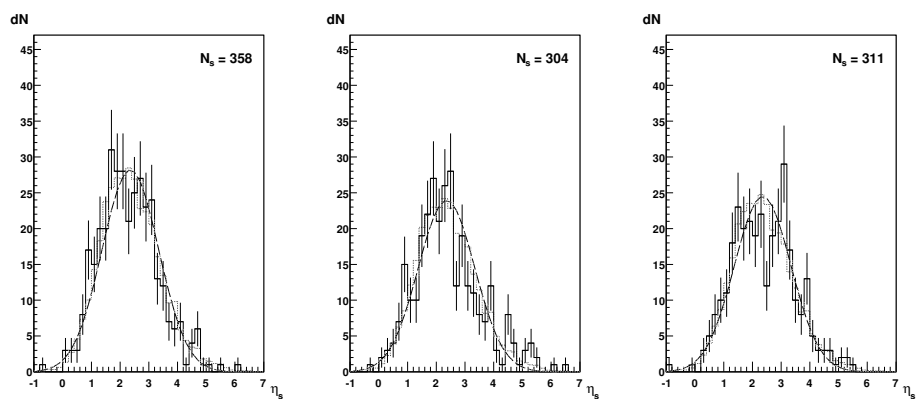 dN dN dN
N_s = 358 N_s = 304 N_s = 311
45 45 45
40 40 40
35 35 35
30 30 30
25 25 25
20 20 20
15 15 15
10 10 10
5 5 5
0 0 0
-1 0 1 2 3 4 5 6 7 -1 0 1 2 3 4 5 6 7 -1 0 1 2 3 4 5 6 7
η_s η_s η_s